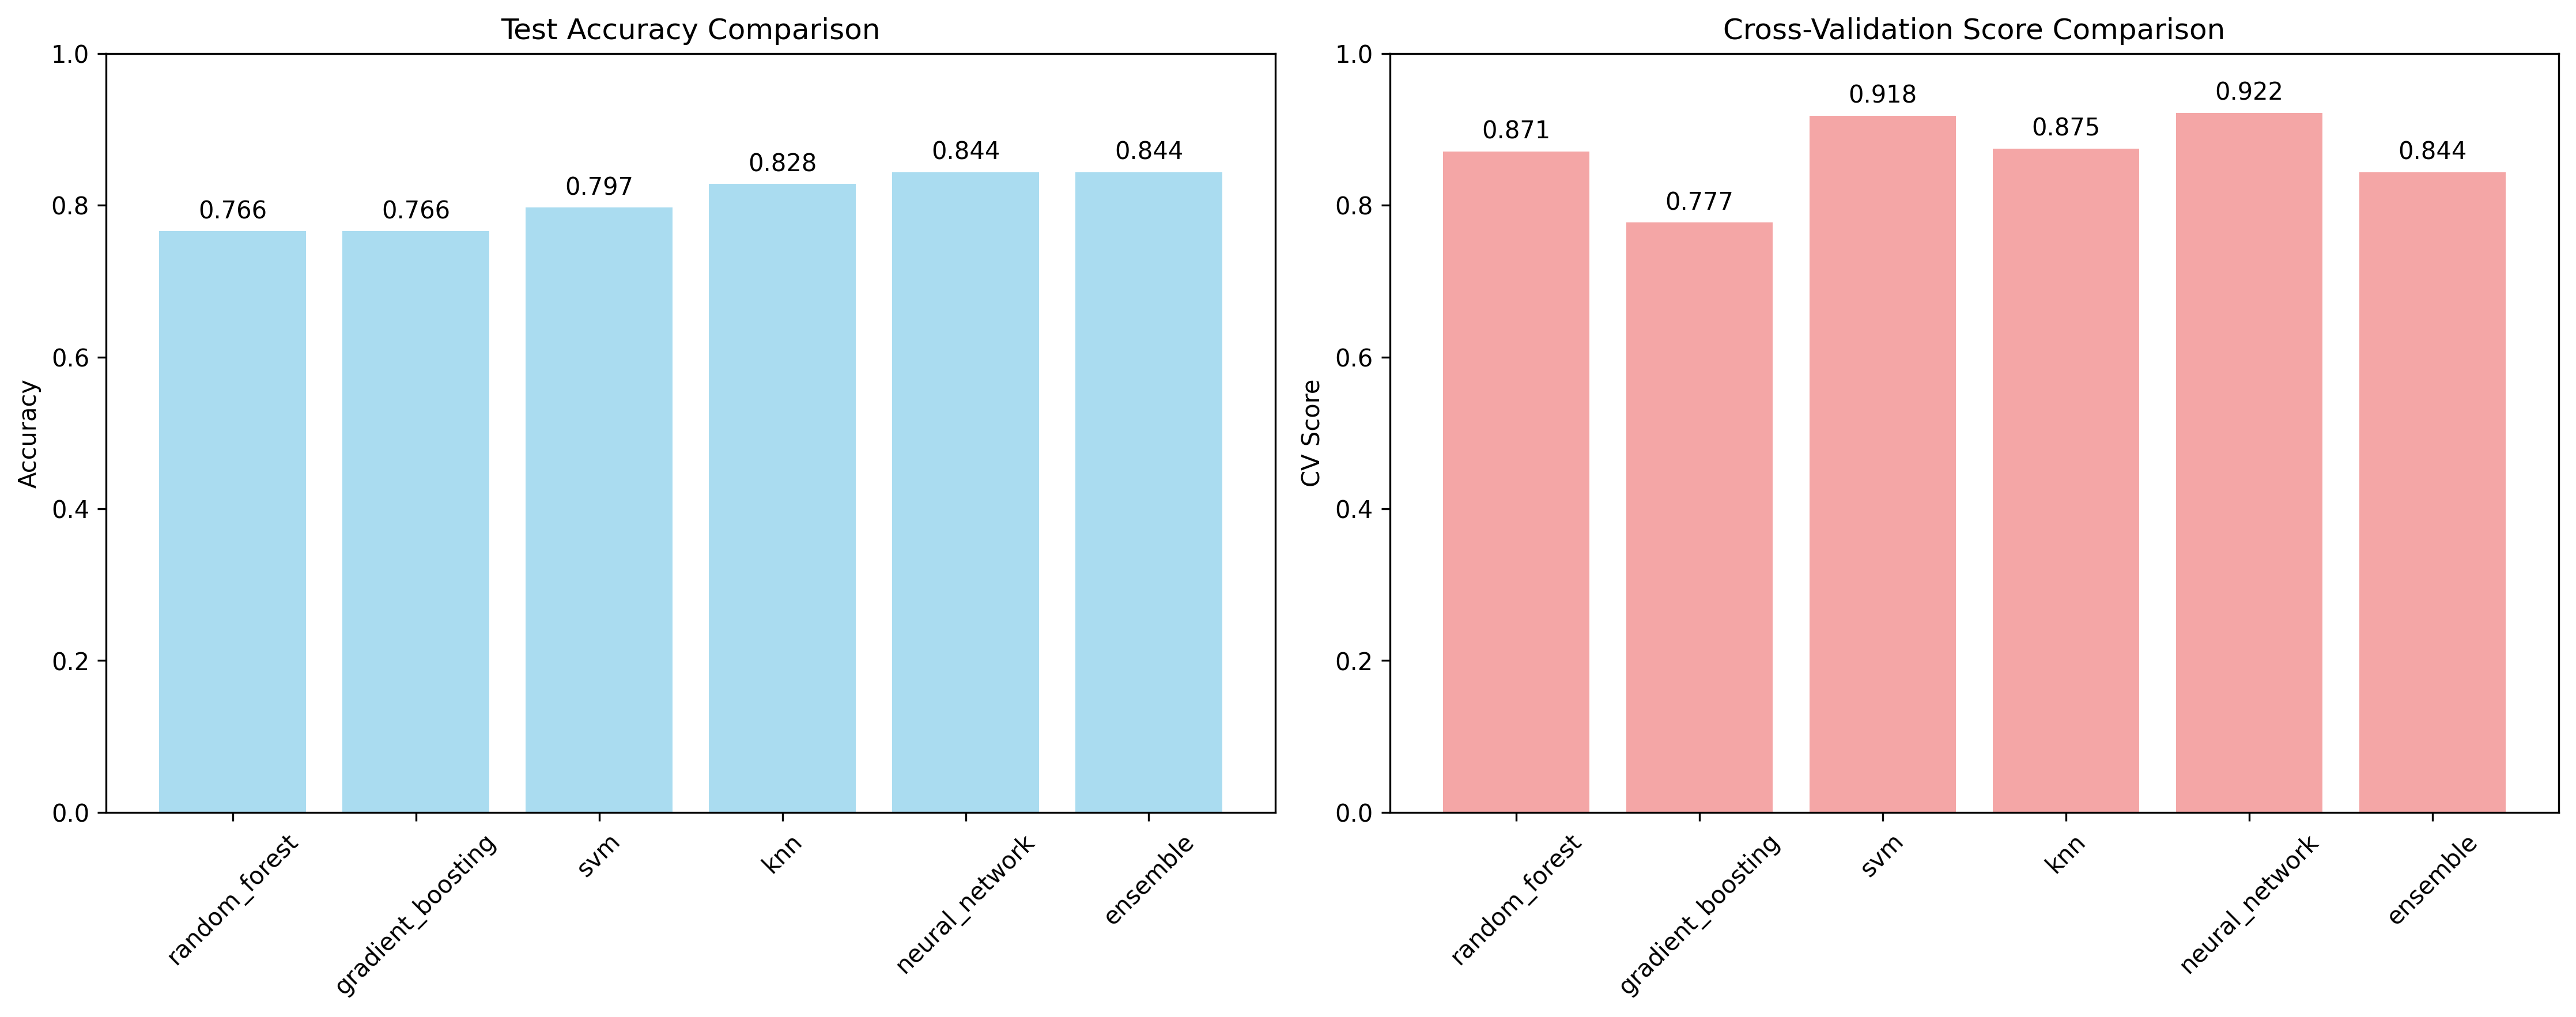 Test Accuracy Comparison
1.0
0.8
0.6
0.4
0.2
0.0
Accuracy
0.766
0.766
0.797
0.828
0.844
0.844
random_forest
gradient_boosting
svm
knn
neural_network
ensemble
Cross-Validation Score Comparison
1.0
0.8
0.6
0.4
0.2
0.0
CV Score
0.871
0.777
0.918
0.875
0.922
0.844
random_forest
gradient_boosting
svm
knn
neural_network
ensemble